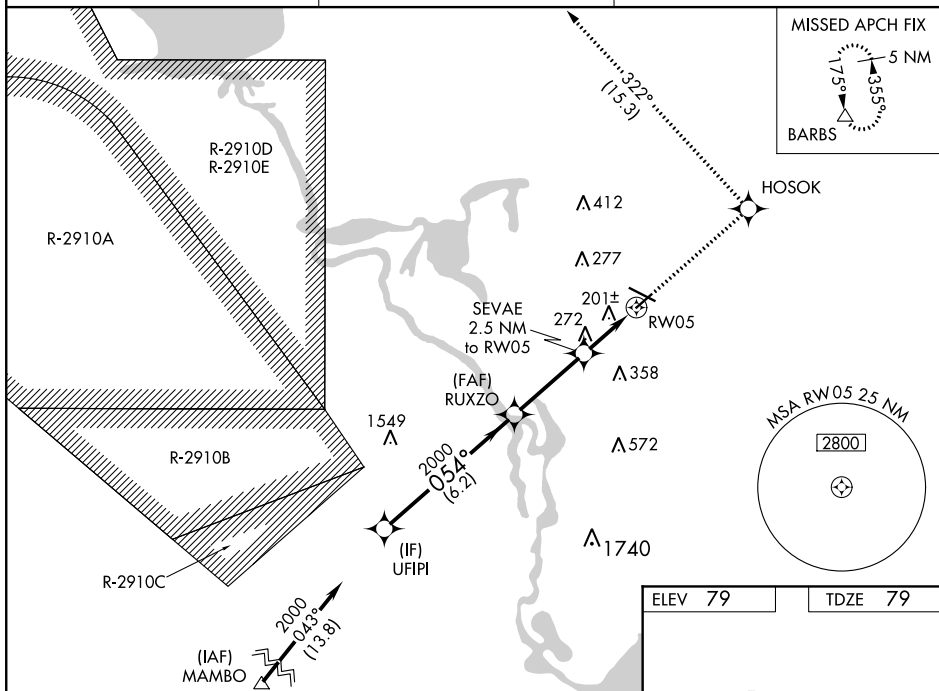 MISSED APCH FIX
5 NM
175°
355°
BARBS
322°
(15.3)
R-2910D
R-2910E
HOSOK
412
R-2910A
277
SEVAE
2.5 NM
to RW05
201±
272
RW05
(FAF)
RUXZO
358
1549
MSA RW05 25 NM
2800
R-2910B
572
2000
054°
(6.2)
(IF)
UFIPI
1740
R-2910C
2000
043°
(13.8)
(IAF)
MAMBO
ELEV 79
TDZE 79